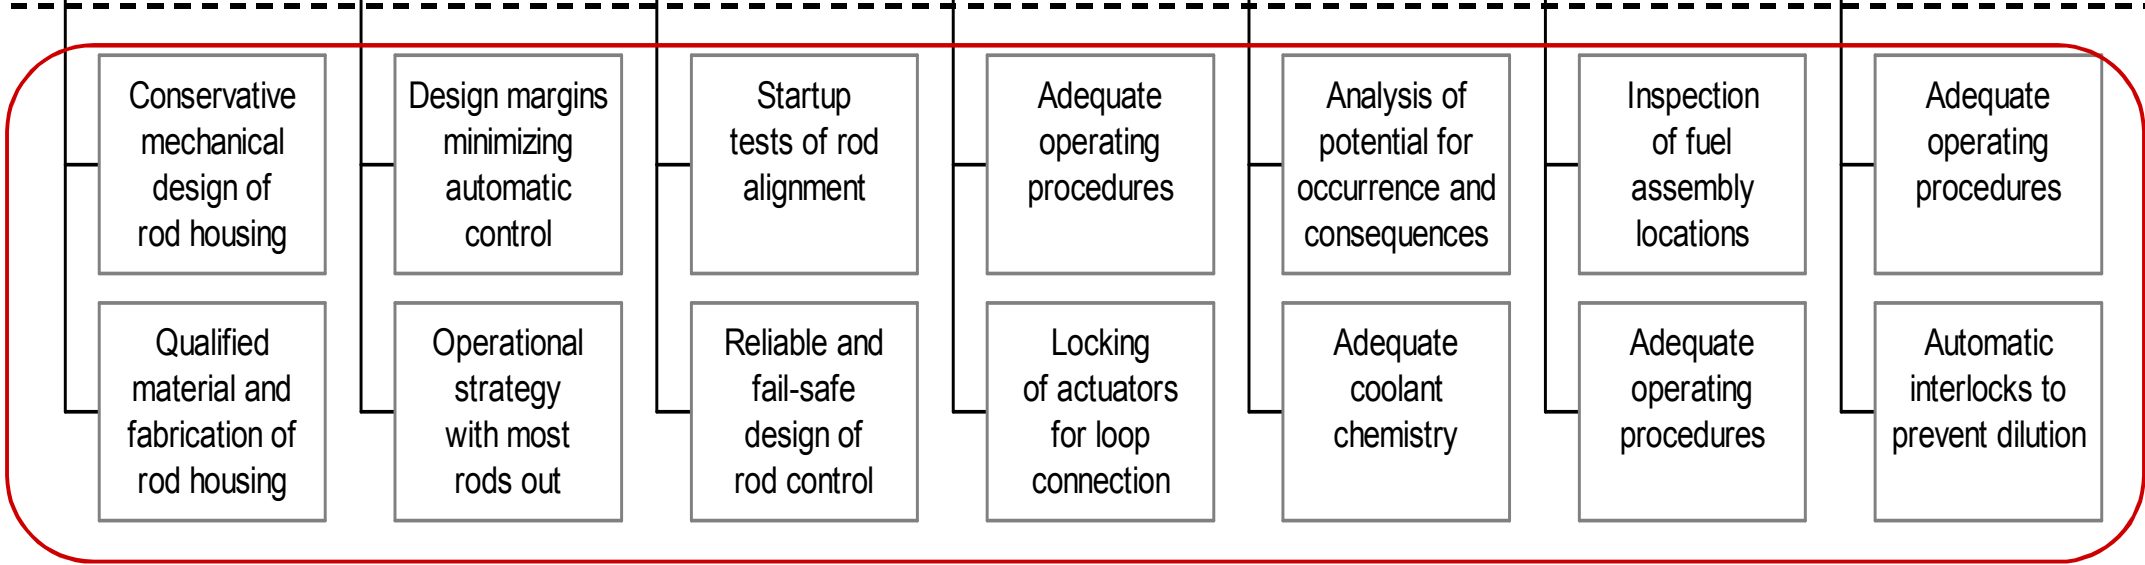 Conservative
mechanical
design of
rod housing
Design margins
minimizing
automatic
control
Startup
tests of rod
alignment
Adequate
operating
procedures
Analysis of
potential for
occurrence and
consequences
Inspection
of fuel
assembly
locations
Adequate
operating
procedures
Qualified
material and
fabrication of
rod housing
Operational
strategy
with most
rods out
Reliable and
fail-safe
design of
rod control
Locking
of actuators
for loop
connection
Adequate
coolant
chemistry
Adequate
operating
procedures
Automatic
interlocks to
prevent dilution